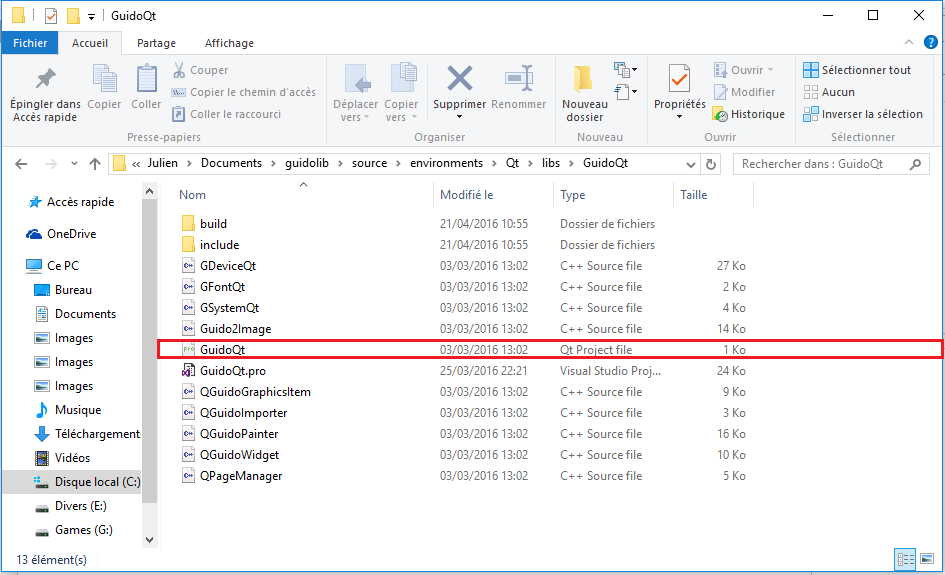 GuidoQt
Fichier Accueil Partage Affichage
Épingler dans Accès rapide
Copier
Coller
Couper
Copier le chemin d'accès
Coller le raccourci
Presse-papiers
Déplacer vers
Copier vers
Supprimer
Renommer
Organiser
Nouveau dossier
Nouveau
Propriétés
Ouvrir
Modifier
Historique
Ouvrir
Sélectionner tout
Aucun
Inverser la sélection
Sélectionner
« Julien > Documents > guidolib > source > environments > Qt > libs > GuidoQt
Rechercher dans : GuidoQt
Accès rapide
OneDrive
Ce PC
Bureau
Documents
Images
Images
Images
Musique
Téléchargement
Vidéos
Disque local (C:)
Divers (E:)
Games (G:)
Nom Modifié le Type Taille
build 21/04/2016 10:55 Dossier de fichiers
include 21/04/2016 10:55 Dossier de fichiers
GDeviceQt 03/03/2016 13:02 C++ Source file 27 Ko
GFontQt 03/03/2016 13:02 C++ Source file 2 Ko
GSystemQt 03/03/2016 13:02 C++ Source file 4 Ko
Guido2Image 03/03/2016 13:02 C++ Source file 14 Ko
GuidoQt 03/03/2016 13:02 Qt Project file 1 Ko
GuidoQt.pro 25/03/2016 22:21 Visual Studio Proj... 24 Ko
QGuidoGraphicsItem 03/03/2016 13:02 C++ Source file 9 Ko
QGuidoImporter 03/03/2016 13:02 C++ Source file 3 Ko
QGuidoPainter 03/03/2016 13:02 C++ Source file 16 Ko
QGuidoWidget 03/03/2016 13:02 C++ Source file 10 Ko
QPageManager 03/03/2016 13:02 C++ Source file 5 Ko
13 élément(s)